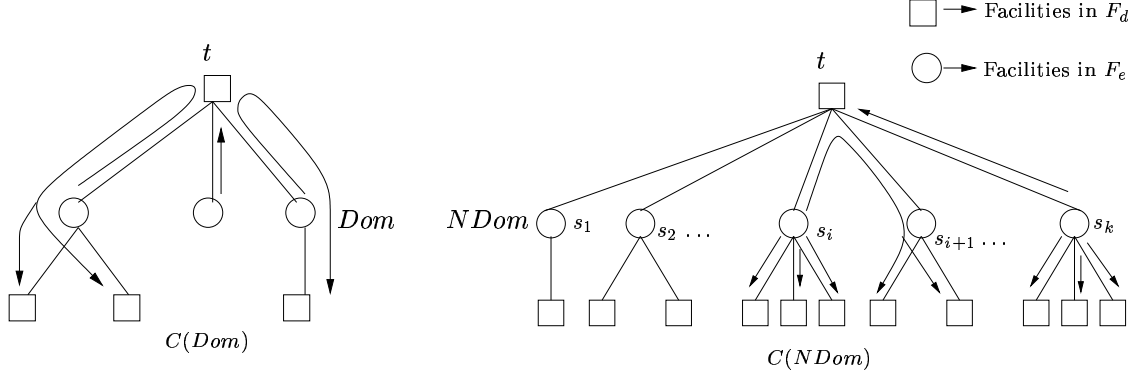 Facilities in F_d
t
t
Facilities in F_e
Dom
NDom
s_1
s_2 ...
s_i
s_{i+1} ...
s_k
C(Dom)
C(NDom)